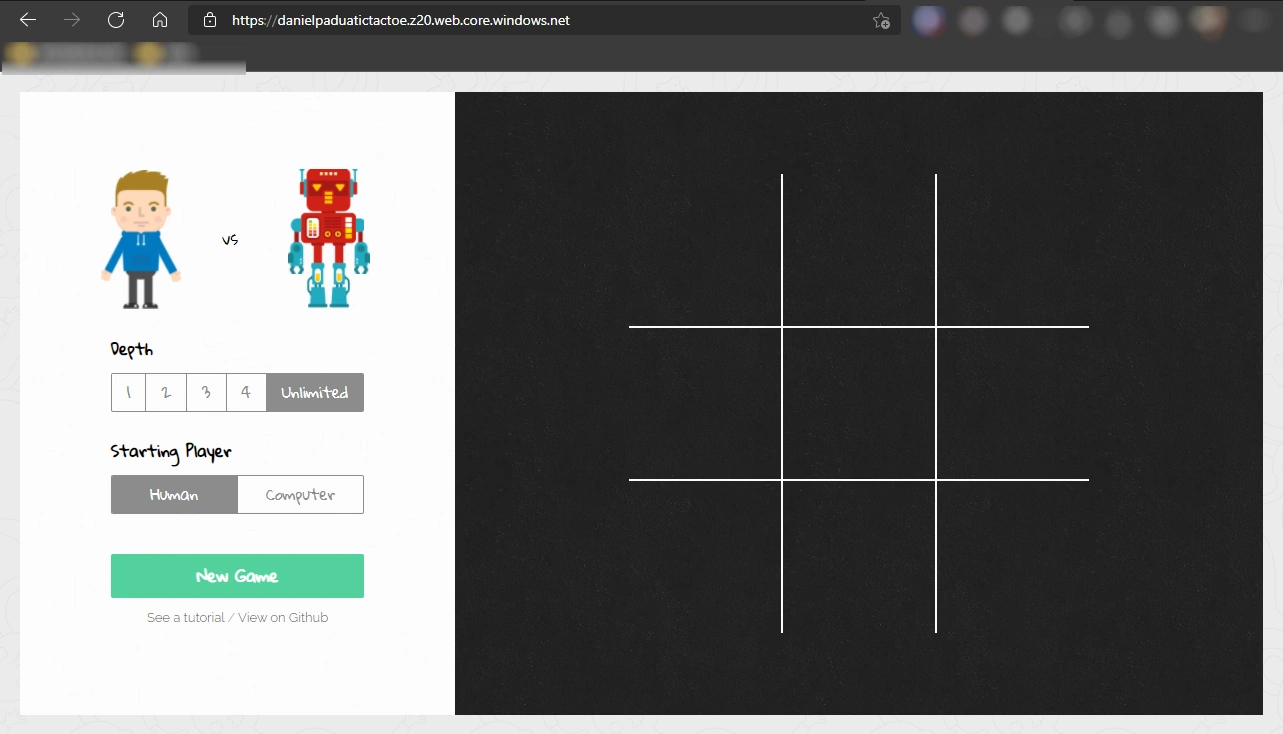 https://danielpaduatictactoe.z20.web.core.windows.net
vs
Depth
1 2 3 4 Unlimited
Starting Player
Human Computer
New Game
See a tutorial / View on Github